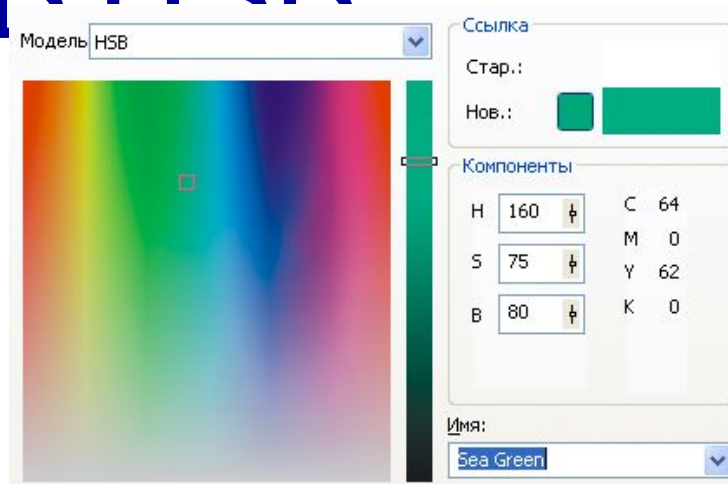 Модель HSB
Ссылка
Стар.:
Нов.:
Компоненты
H 160 C 64
M 0
S 75 Y 62
B 80 K 0
Имя:
Sea Green